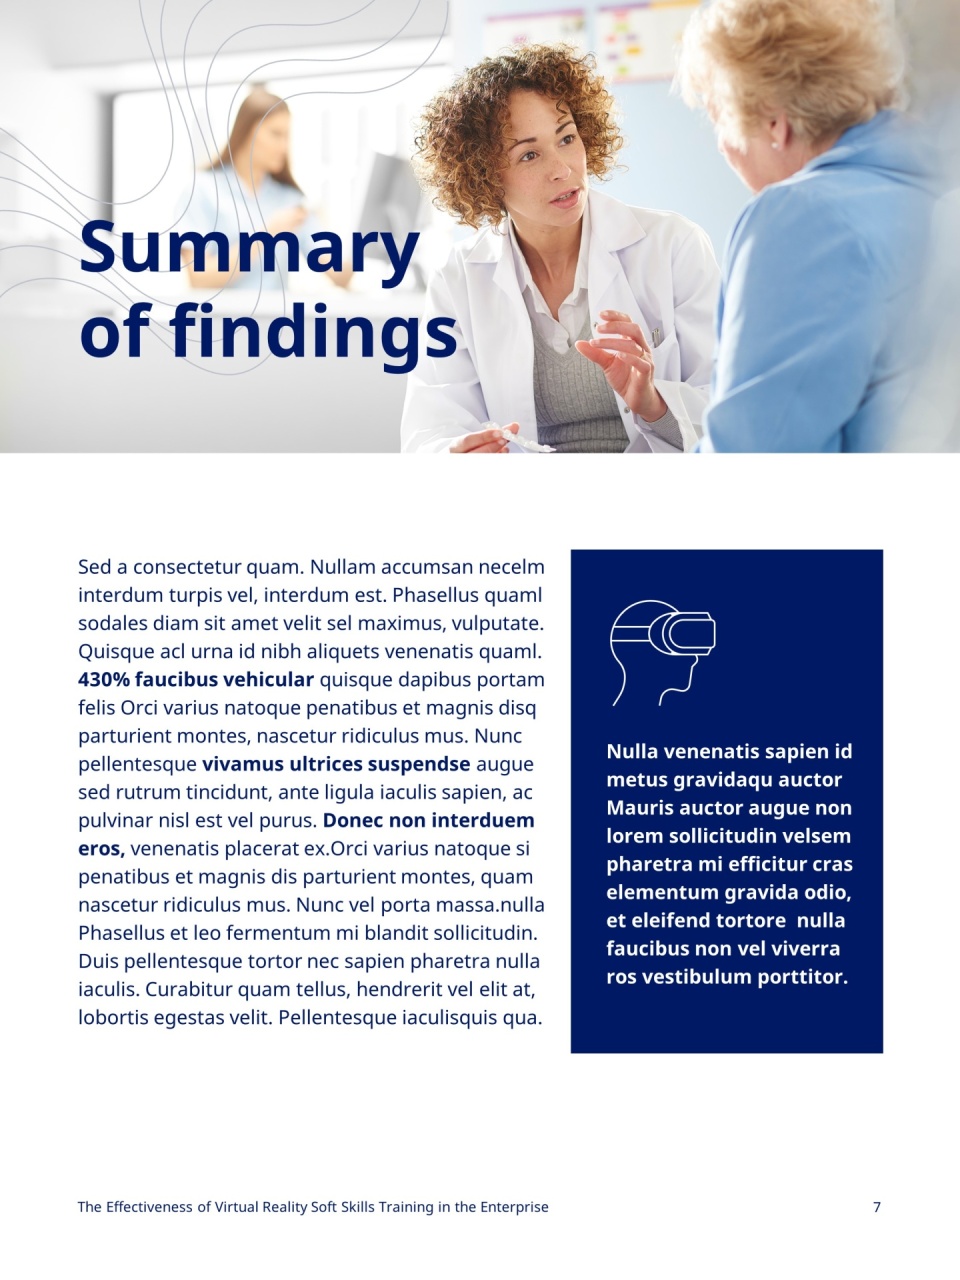 Summary
of findings
Sed a consectetur quam. Nullam accumsan necelm
interdum turpis vel, interdum est. Phasellus quaml
sodales diam sit amet velit sel maximus, vulputate.
Quisque acl urna id nibh aliquets venenatis quaml.
430% faucibus vehicular quisque dapibus portam
felis Orci varius natoque penatibus et magnis disq
parturient montes, nascetur ridiculus mus. Nunc
pellentesque vivamus ultrices suspendse augue
sed rutrum tincidunt, ante ligula iaculis sapien, ac
pulvinar nisl est vel purus. Donec non interduem
eros, venenatis placerat ex.Orci varius natoque si
penatibus et magnis dis parturient montes, quam
nascetur ridiculus mus. Nunc vel porta massa.nulla
Phasellus et leo fermentum mi blandit sollicitudin.
Duis pellentesque tortor nec sapien pharetra nulla
iaculis. Curabitur quam tellus, hendrerit vel elit at,
lobortis egestas velit. Pellentesque iaculisquis qua.
Nulla venenatis sapien id
metus gravidaqu auctor
Mauris auctor augue non
lorem sollicitudin velsem
pharetra mi efficitur cras
elementum gravida odio,
et eleifend tortore  nulla
faucibus non vel viverra
ros vestibulum porttitor.
The Effectiveness of Virtual Reality Soft Skills Training in the Enterprise
7